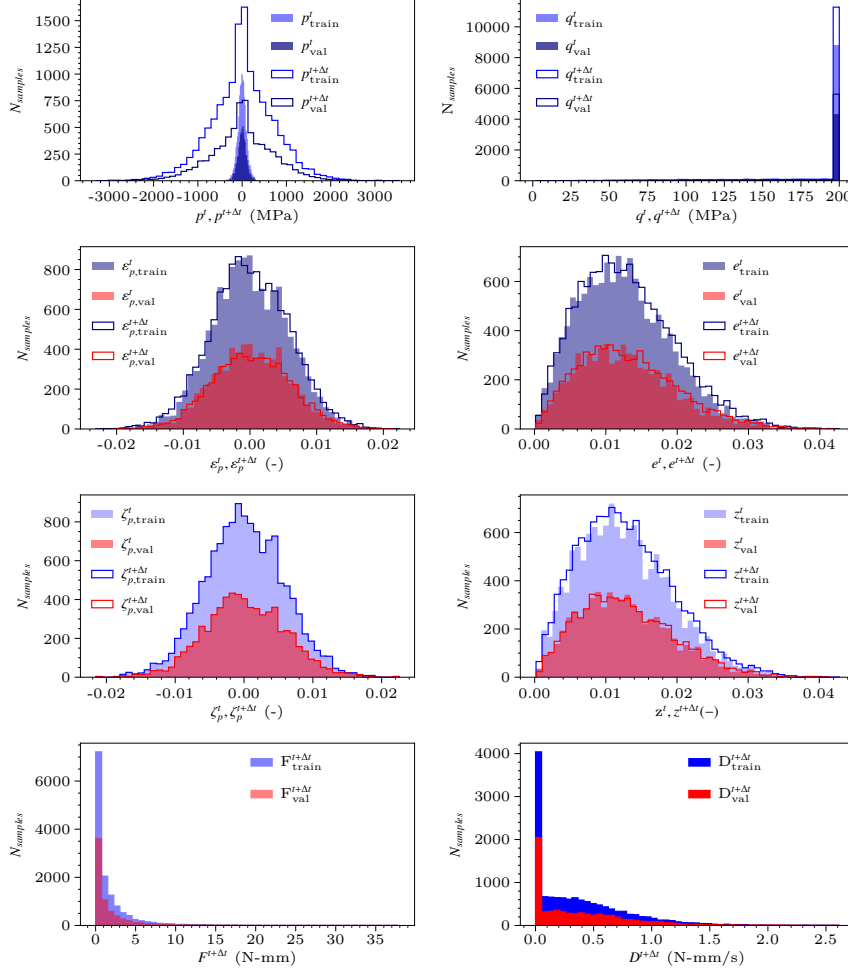 1500
1250
1000
750
500
250
0
N_samples
p^t_train
p^t_val
p^{t+Δt}_train
p^{t+Δt}_val
-3000 -2000 -1000 0 1000 2000 3000
p^t, p^{t+Δt} (MPa)
10000
8000
6000
4000
2000
0
N_samples
q^t_train
q^t_val
q^{t+Δt}_train
q^{t+Δt}_val
0 25 50 75 100 125 150 175 200
q^t, q^{t+Δt} (MPa)
800
600
400
200
0
N_samples
ε^t_{p,train}
ε^t_{p,val}
ε^{t+Δt}_{p,train}
ε^{t+Δt}_{p,val}
-0.02 -0.01 0.00 0.01 0.02
ε^t_p, ε^{t+Δt}_p (-)
600
400
200
0
N_samples
e^t_train
e^t_val
e^{t+Δt}_train
e^{t+Δt}_val
0.00 0.01 0.02 0.03 0.04
e^t, e^{t+Δt} (-)
800
600
400
200
0
N_samples
ζ^t_{p,train}
ζ^t_{p,val}
ζ^{t+Δt}_{p,train}
ζ^{t+Δt}_{p,val}
-0.02 -0.01 0.00 0.01 0.02
ζ^t_p, ζ^{t+Δt}_p (-)
600
400
200
0
N_samples
z^t_train
z^t_val
z^{t+Δt}_train
z^{t+Δt}_val
0.00 0.01 0.02 0.03 0.04
z^t, z^{t+Δt}(−)
6000
4000
2000
0
N_samples
F^{t+Δt}_train
F^{t+Δt}_val
0 5 10 15 20 25 30 35
F^{t+Δt} (N-mm)
4000
3000
2000
1000
0
N_samples
D^{t+Δt}_train
D^{t+Δt}_val
0.0 0.5 1.0 1.5 2.0 2.5
D^{t+Δt} (N-mm/s)